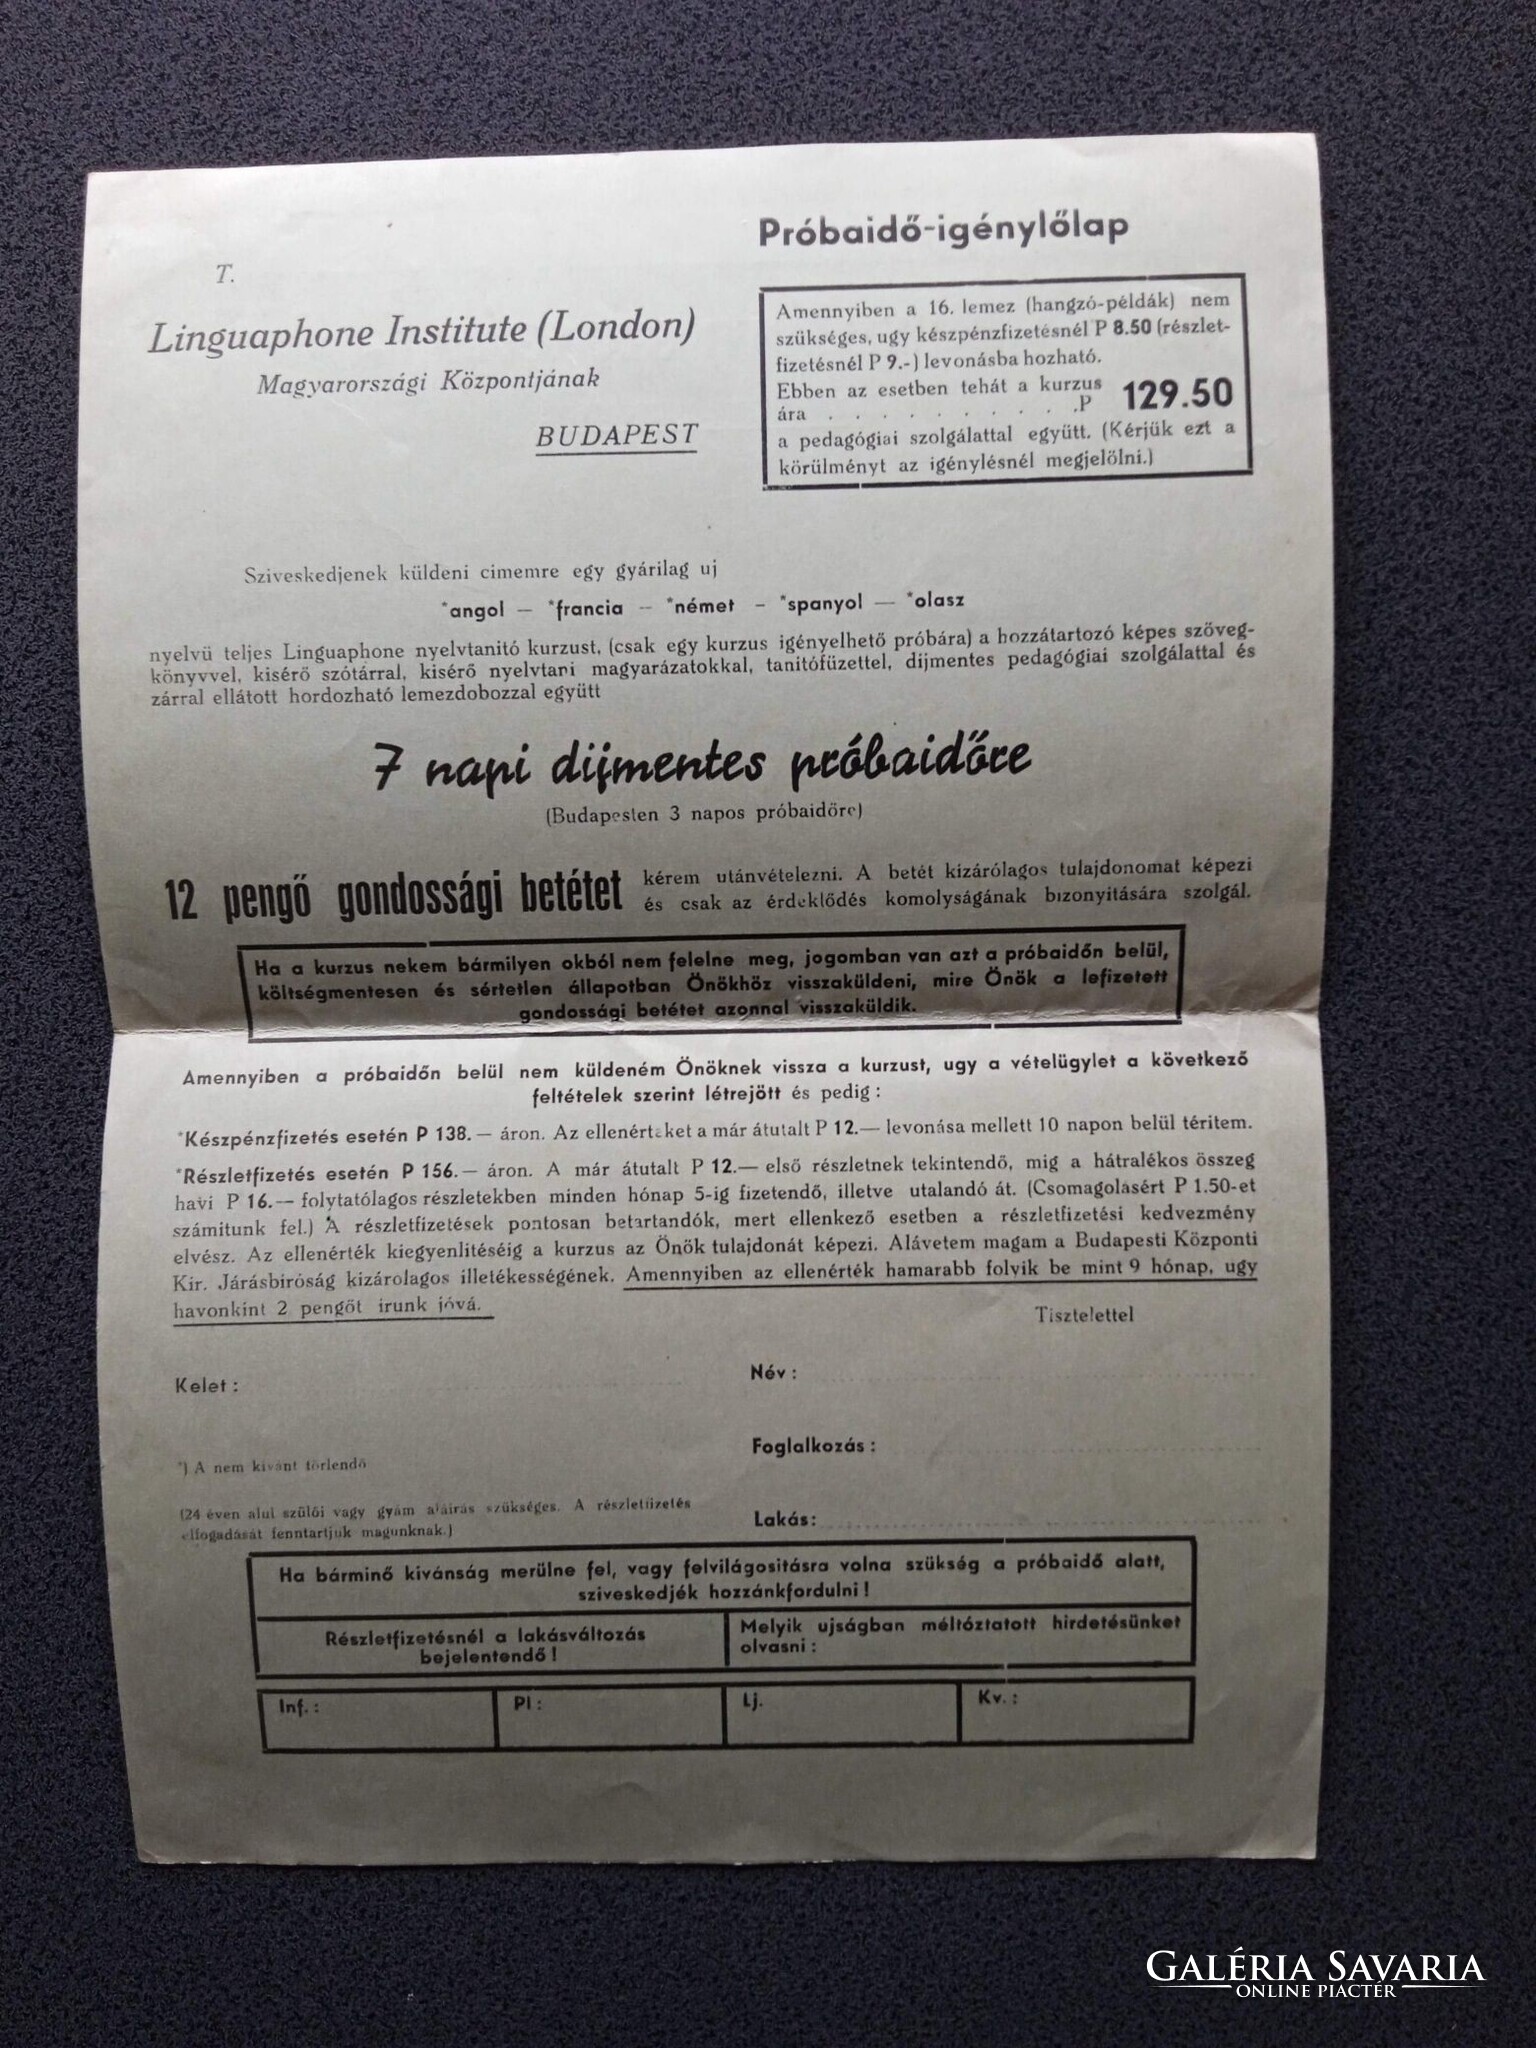 Próbaidő-igénylőlap
T.
Linguaphone Institute (London)
Magyarországi Központjának
BUDAPEST
Amennyiben a 16. lemez (hangzó-példák) nem
szükséges, ugy készpénzfizetésnél P 8.50 (részlet-
fizetésnél P 9.-) levonásba hozható.
Ebben az esetben tehát a kurzus
ára . . . . . . . . . .P 129.50
a pedagógiai szolgálattal együtt. (Kérjük ezt a
körülményt az igénylésnél megjelölni.)
Sziveskedjenek küldeni cimemre egy gyárilag uj
*angol — *francia — *német - *spanyol — *olasz
nyelvü teljes Linguaphone nyelvtanitó kurzust, (csak egy kurzus igényelhető próbára) a hozzátartozó képes szöveg-
könyvvel, kisérő szótárral, kisérő nyelvtani magyarázatokkal, tanitófüzettel, dijmentes pedagógiai szolgálattal és
zárral ellátott hordozható lemezdobozzal együtt
7 napi dijmentes próbaidőre
(Budapesten 3 napos próbaidőre)
12 pengő gondossági betétet kérem utánvételezni. A betét kizárólagos tulajdonomat képezi
és csak az érdeklődés komolyságának bizonyitására szolgál.
Ha a kurzus nekem bármilyen okból nem felelne meg, jogomban van azt a próbaidőn belül,
költségmentesen és sértetlen állapotban Önökhöz visszaküldeni, mire Önök a lefizetett
gondossági betétet azonnal visszaküldik.
Amennyiben a próbaidőn belül nem küldeném Önöknek vissza a kurzust, ugy a vételügylet a következő
feltételek szerint létrejött és pedig :
*Készpénzfizetés esetén P 138.— áron. Az ellenértéket a már átutalt P 12.— levonása mellett 10 napon belül téritem.
*Részletfizetés esetén P 156.— áron. A már átutalt P 12.— első részletnek tekintendő, mig a hátralékos összeg
havi P 16.— folytatólagos részletekben minden hónap 5-ig fizetendő, illetve utalandó át. (Csomagolásért P 1.50-et
számitunk fel.) A részletfizetések pontosan betartandók, mert ellenkező esetben a részletfizetési kedvezmény
elvész. Az ellenérték kiegyenlitéséig a kurzus az Önök tulajdonát képezi. Alávetem magam a Budapesti Központi
Kir. Járásbiróság kizárolagos illetékességének. Amennyiben az ellenérték hamarabb folyik be mint 9 hónap, ugy
havonkint 2 pengőt irunk jóvá.
Tisztelettel
Kelet :
Név :
Foglalkozás :
*) A nem kivánt törlendő
(24 éven alul szülői vagy gyám aláirás szükséges. A részletfizetés
elfogadását fenntartjuk magunknak.)
Lakás:
Ha bárminő kivánság merülne fel, vagy felvilágositásra volna szükség a próbaidő alatt,
sziveskedjék hozzánkfordulni !
Részletfizetésnél a lakásváltozás
bejelentendő !
Melyik ujságban méltóztatott hirdetésünket
olvasni :
Inf. :
Pl :
Lj.
Kv. :
GALÉRIA SAVARIA
ONLINE PIACTÉR